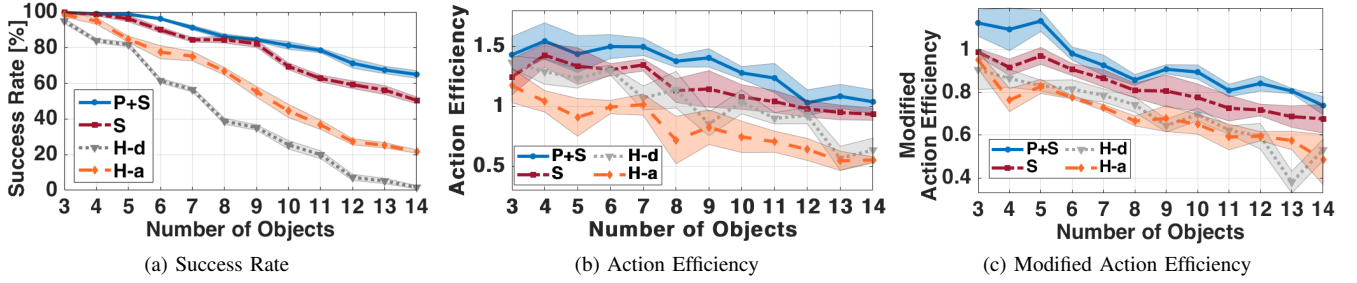 Success Rate [%]
100
80
60
40
20
0
P+S
S
H-d
H-a
3 4 5 6 7 8 9 10 11 12 13 14
Number of Objects
(a) Success Rate
Action Efficiency
1.5
1
0.5
P+S
S
H-d
H-a
3 4 5 6 7 8 9 10 11 12 13 14
Number of Objects
(b) Action Efficiency
Modified
Action Efficiency
1
0.8
0.6
0.4
P+S
S
H-d
H-a
3 4 5 6 7 8 9 10 11 12 13 14
Number of Objects
(c) Modified Action Efficiency